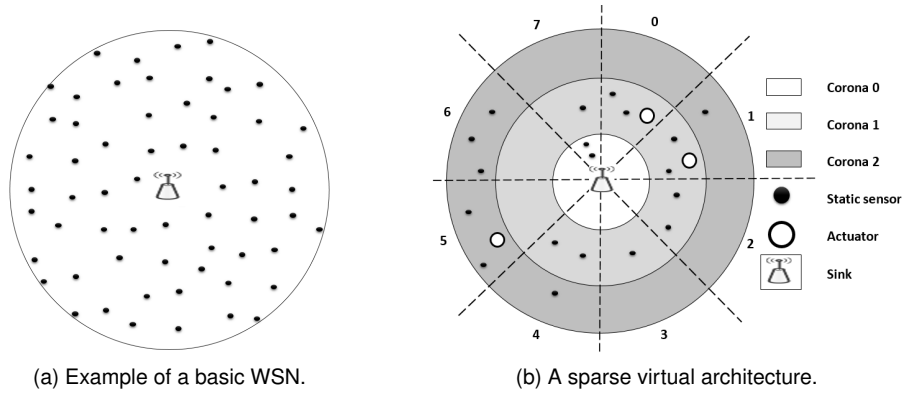 7
0
6
1
5
2
4
3
Corona 0
Corona 1
Corona 2
Static sensor
Actuator
Sink
(a) Example of a basic WSN.
(b) A sparse virtual architecture.